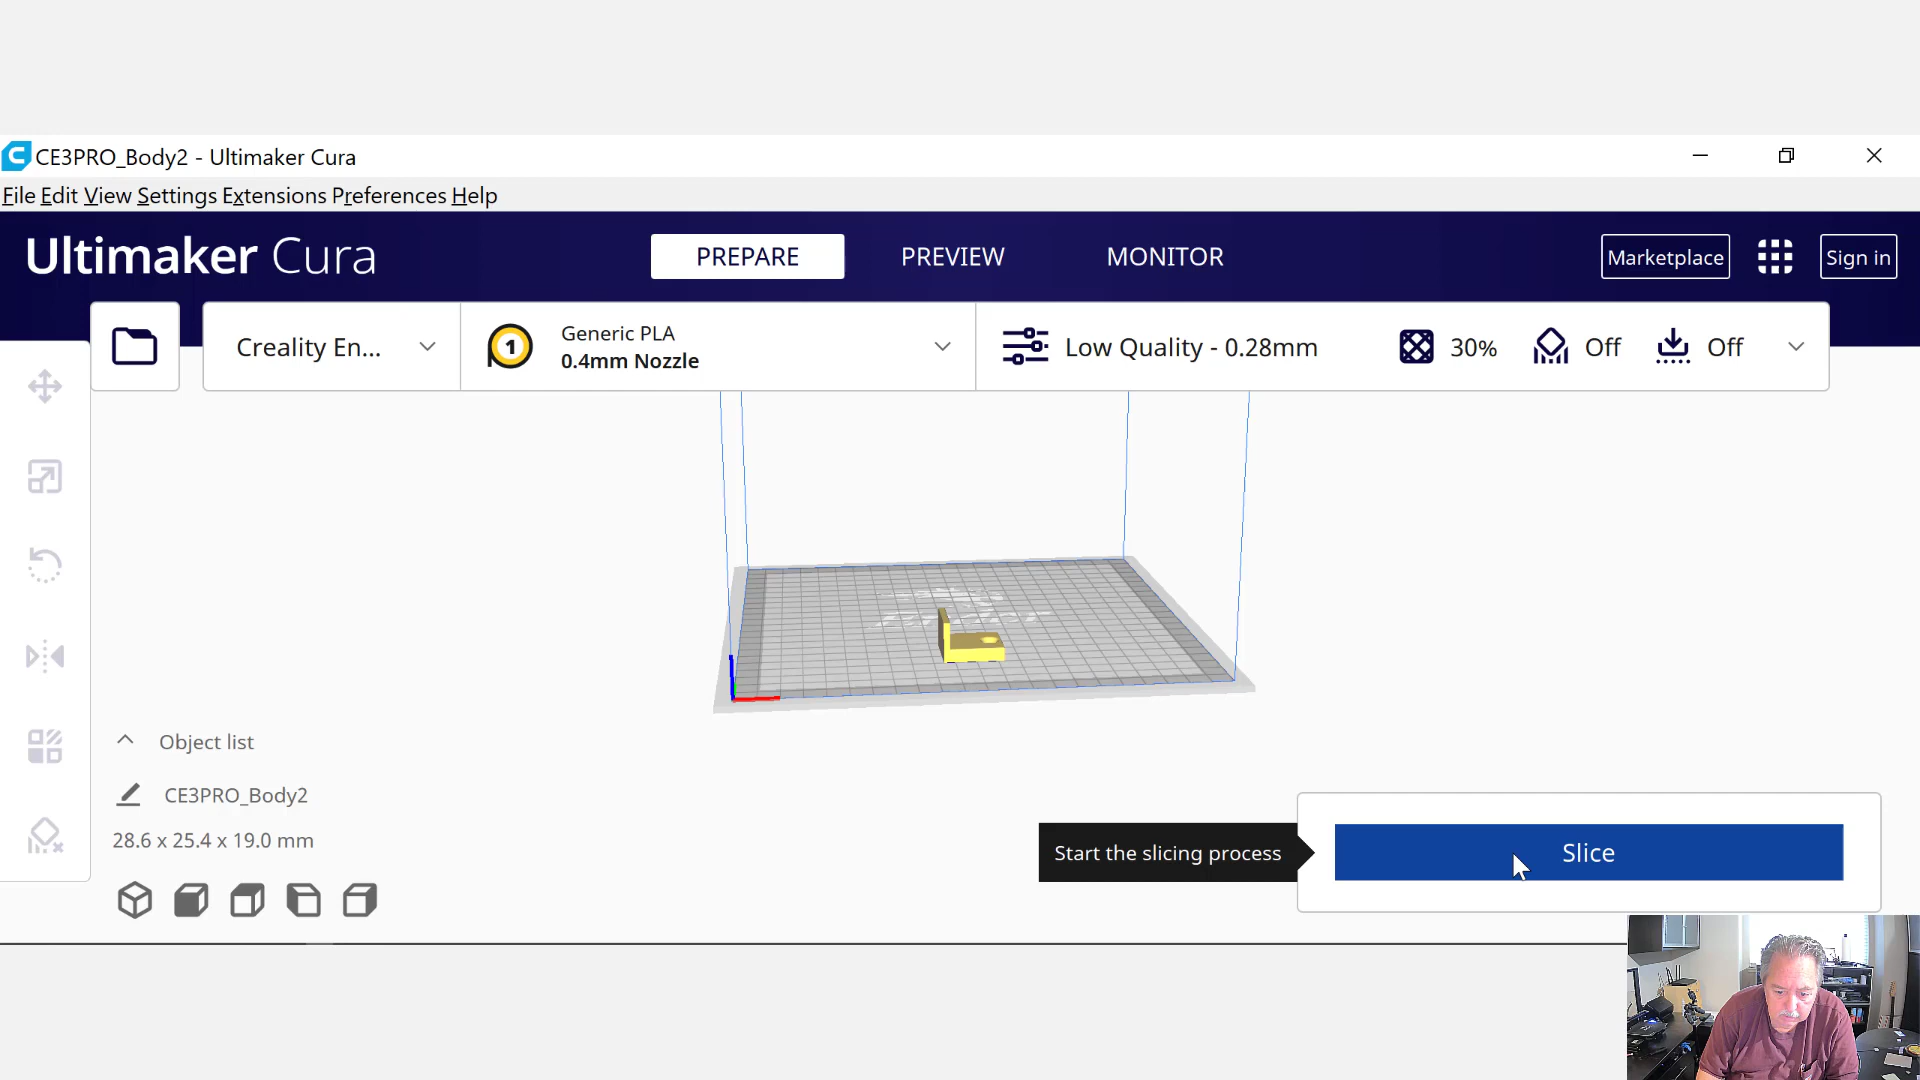 CE3PRO_Body2 - Ultimaker Cura
File Edit View Settings Extensions Preferences Help
Ultimaker Cura
PREPARE
PREVIEW
MONITOR
Marketplace
Sign in
Creality En...
1
Generic PLA
0.4mm Nozzle
Low Quality - 0.28mm
30%
Off
Off
Object list
CE3PRO_Body2
28.6 x 25.4 x 19.0 mm
Start the slicing process
Slice